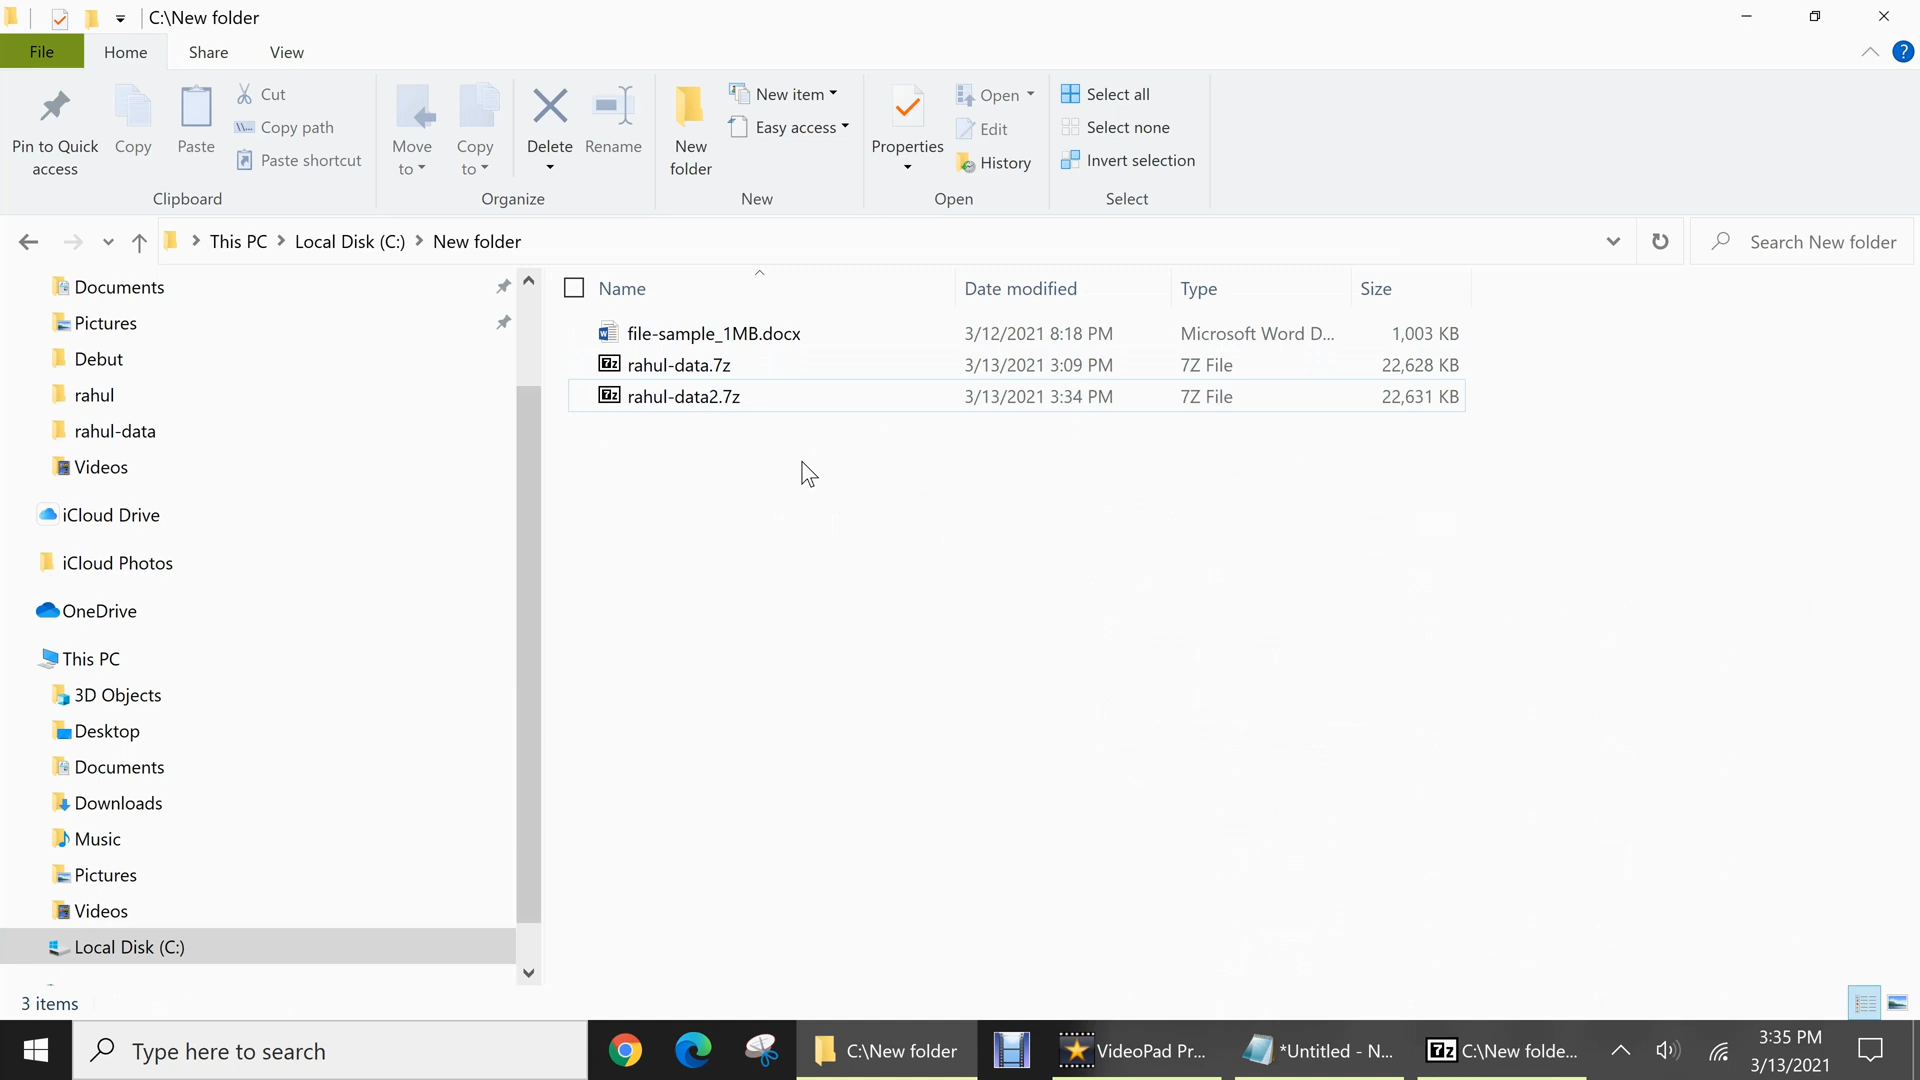 C:\New folder
File Home Share View
Pin to Quick access
Copy
Paste
Cut
Copy path
Paste shortcut
Clipboard
Move to
Copy to
Delete
Rename
Organize
New folder
New item
Easy access
New
Properties
Open
Edit
History
Open
Select all
Select none
Invert selection
Select
This PC > Local Disk (C:) > New folder
Search New folder
Documents
Pictures
Debut
rahul
rahul-data
Videos
iCloud Drive
iCloud Photos
OneDrive
This PC
3D Objects
Desktop
Documents
Downloads
Music
Pictures
Videos
Local Disk (C:)
Name Date modified Type Size
file-sample_1MB.docx 3/12/2021 8:18 PM Microsoft Word D... 1,003 KB
rahul-data.7z 3/13/2021 3:09 PM 7Z File 22,628 KB
rahul-data2.7z 3/13/2021 3:34 PM 7Z File 22,631 KB
3 items
Type here to search
C:\New folder
VideoPad Pr...
*Untitled - N...
7z C:\New folde...
3:35 PM
3/13/2021